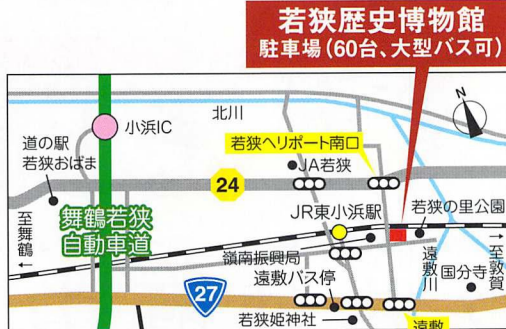 若狭歴史博物館
駐車場(60台、大型バス可)
N
北川
小浜IC
道の駅
若狭おばま
若狭ヘリポート南口
JA若狭
24
舞鶴若狭
自動車道
至舞鶴
JR東小浜駅
若狭の里公園
嶺南振興局
遠敷バス停
遠敷川
国分寺
至敦賀
27
若狭姫神社
遠敷